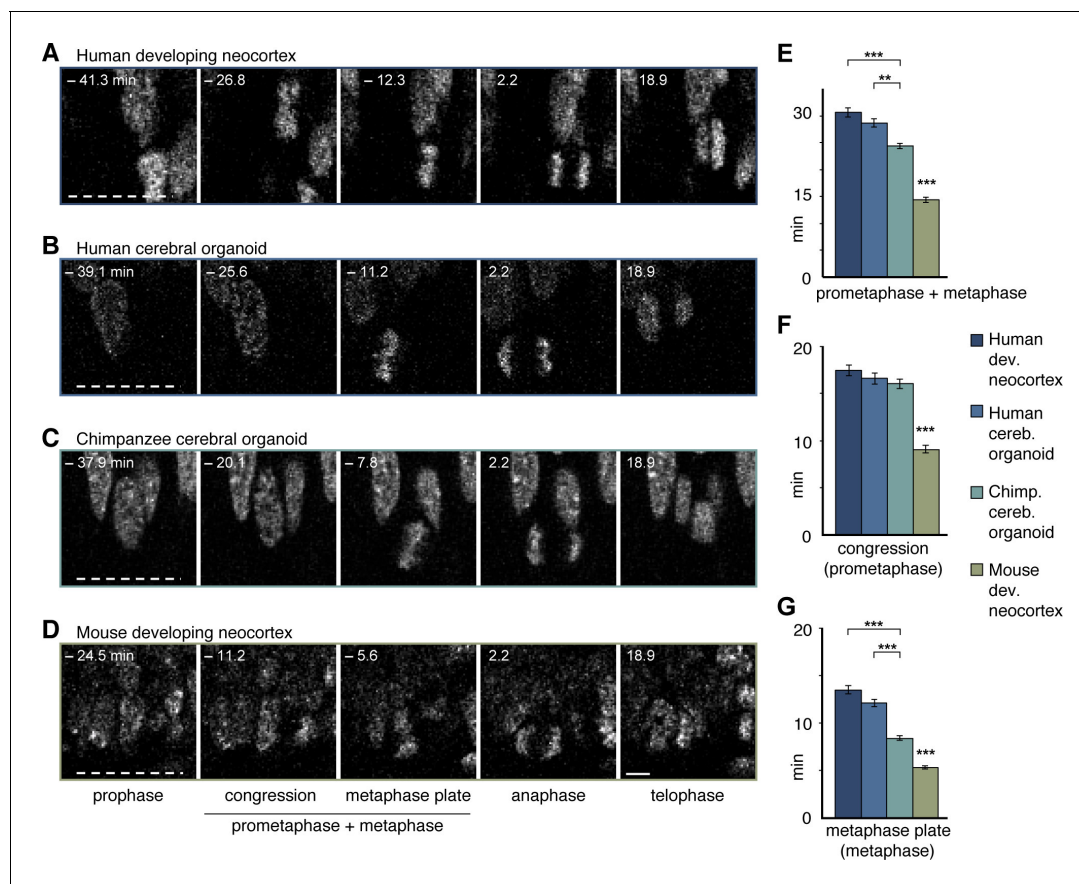 A Human developing neocortex
– 41.3 min – 26.8 – 12.3 2.2 18.9
B Human cerebral organoid
– 39.1 min – 25.6 – 11.2 2.2 18.9
C Chimpanzee cerebral organoid
– 37.9 min – 20.1 – 7.8 2.2 18.9
D Mouse developing neocortex
– 24.5 min – 11.2 – 5.6 2.2 18.9
prophase congression metaphase plate anaphase telophase
prometaphase + metaphase
E
***
**
30
***
15
min
0
prometaphase + metaphase
F
20
***
10
min
0
congression
(prometaphase)
Human
dev.
neocortex
Human
cereb.
organoid
Chimp.
cereb.
organoid
Mouse
dev.
neocortex
G
20
***
***
10
***
min
0
metaphase plate
(metaphase)